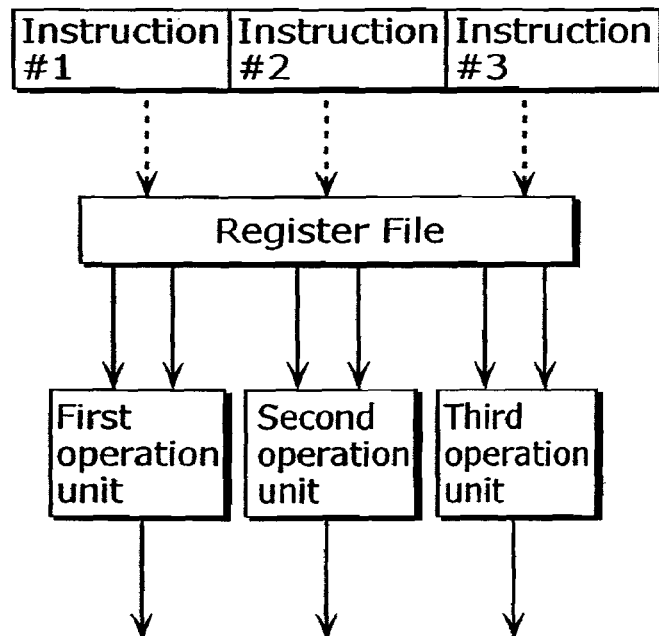 Instruction #1
Instruction #2
Instruction #3
Register File
First operation unit
Second operation unit
Third operation unit